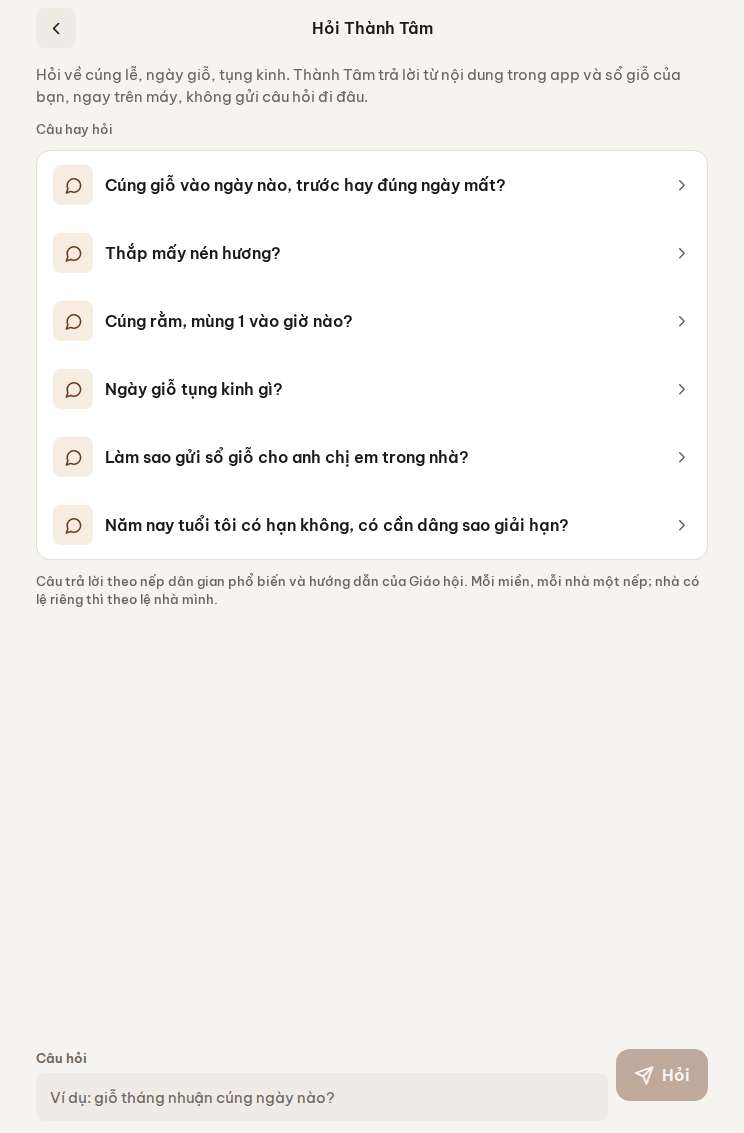 Hỏi Thành Tâm
Hỏi về cúng lễ, ngày giỗ, tụng kinh. Thành Tâm trả lời từ nội dung trong app và sổ giỗ của
bạn, ngay trên máy, không gửi câu hỏi đi đâu.
Câu hay hỏi
Cúng giỗ vào ngày nào, trước hay đúng ngày mất?
Thắp mấy nén hương?
Cúng rằm, mùng 1 vào giờ nào?
Ngày giỗ tụng kinh gì?
Làm sao gửi sổ giỗ cho anh chị em trong nhà?
Năm nay tuổi tôi có hạn không, có cần dâng sao giải hạn?
Câu trả lời theo nếp dân gian phổ biến và hướng dẫn của Giáo hội. Mỗi miền, mỗi nhà một nếp; nhà có
lệ riêng thì theo lệ nhà mình.
Câu hỏi
Ví dụ: giỗ tháng nhuận cúng ngày nào?
Hỏi